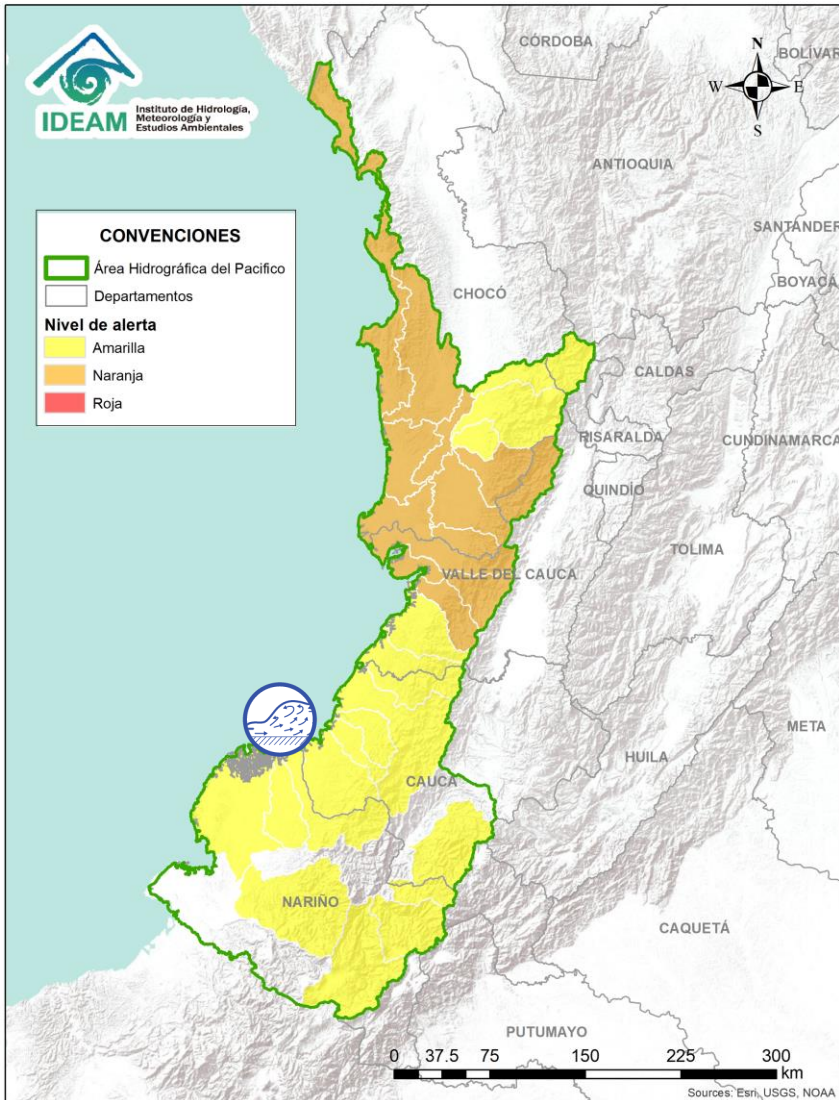 CÓRDOBA
BOLÍVAR
N
W E
S
IDEAM
Instituto de Hidrología,
Meteorología y
Estudios Ambientales
ANTIOQUIA
SANTANDER
CONVENCIONES
Área Hidrográfica del Pacifico
Departamentos
Nivel de alerta
Amarilla
Naranja
Roja
BOYACÁ
CHOCÓ
CALDAS
RISARALDA
CUNDINAMARCA
QUINDÍO
TOLIMA
VALLE DEL CAUCA
META
HUILA
CAUCA
NARIÑO
CAQUETÁ
PUTUMAYO
0 37.5 75 150 225 300
km
Sources: Esri, USGS, NOAA